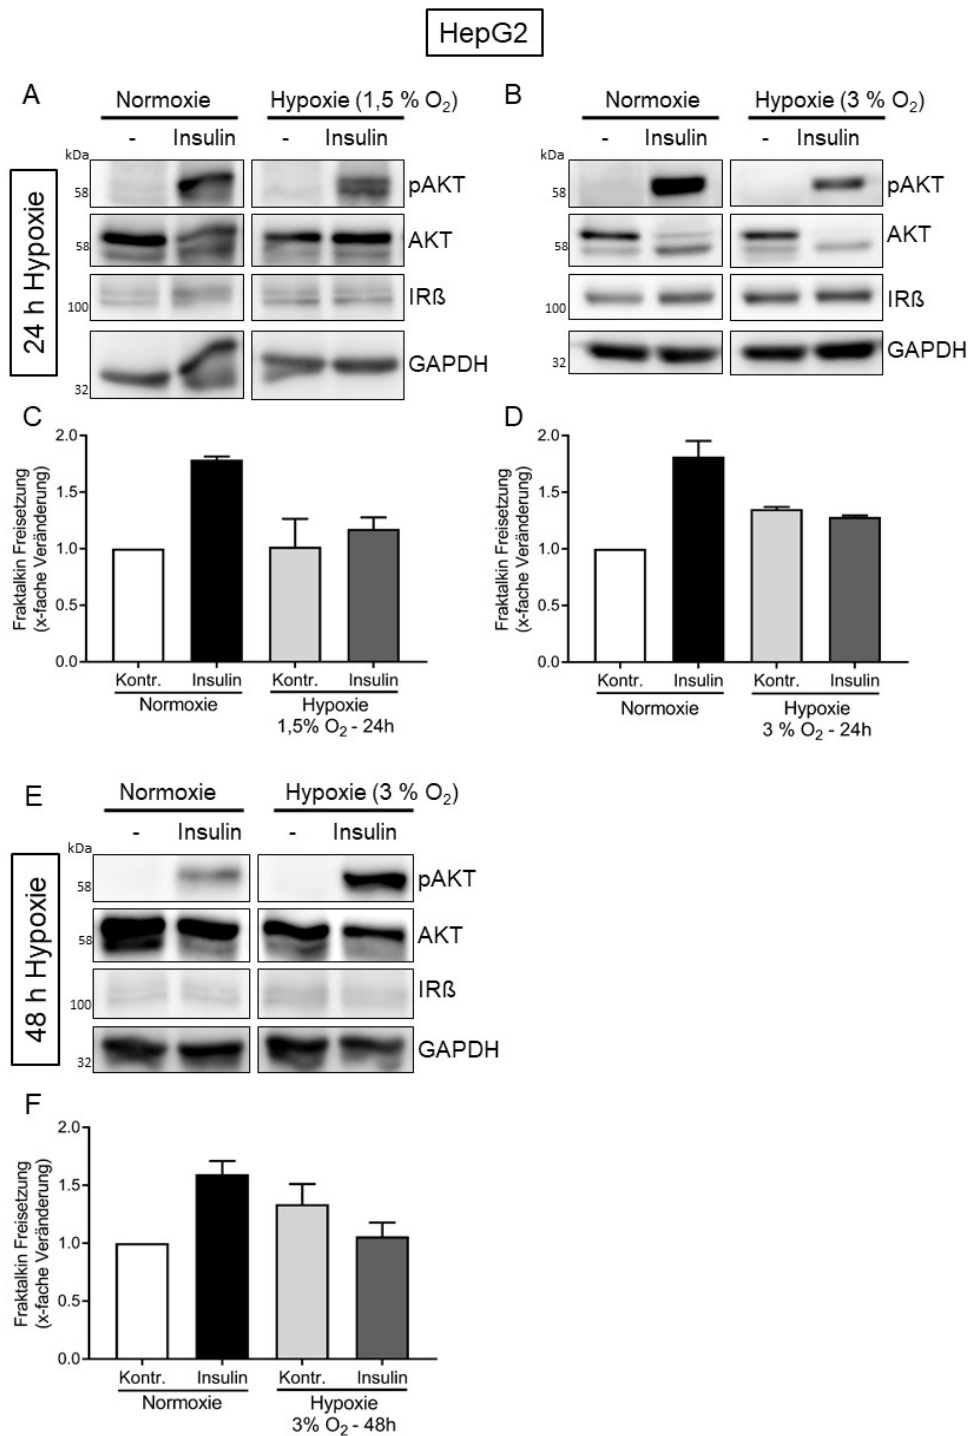 HepG2
A
Normoxie
Hypoxie (1,5 % O₂)
- Insulin
- Insulin
kDa
58
pAKT
58
AKT
100
IRß
32
GAPDH
24 h Hypoxie
B
Normoxie
Hypoxie (3 % O₂)
- Insulin
- Insulin
kDa
58
pAKT
58
AKT
100
IRß
32
GAPDH
C
Fraktalkin Freisetzung
(x-fache Veränderung)
2.0
1.5
1.0
0.5
0.0
Kontr. Insulin Kontr. Insulin
Normoxie Hypoxie
1,5% O₂ - 24h
D
Fraktalkin Freisetzung
(x-fache Veränderung)
2.0
1.5
1.0
0.5
0.0
Kontr. Insulin Kontr. Insulin
Normoxie Hypoxie
3 % O₂ - 24h
E
Normoxie
Hypoxie (3 % O₂)
- Insulin
- Insulin
kDa
58
pAKT
58
AKT
100
IRß
32
GAPDH
48 h Hypoxie
F
Fraktalkin Freisetzung
(x-fache Veränderung)
2.0
1.5
1.0
0.5
0.0
Kontr. Insulin Kontr. Insulin
Normoxie Hypoxie
3% O₂ - 48h